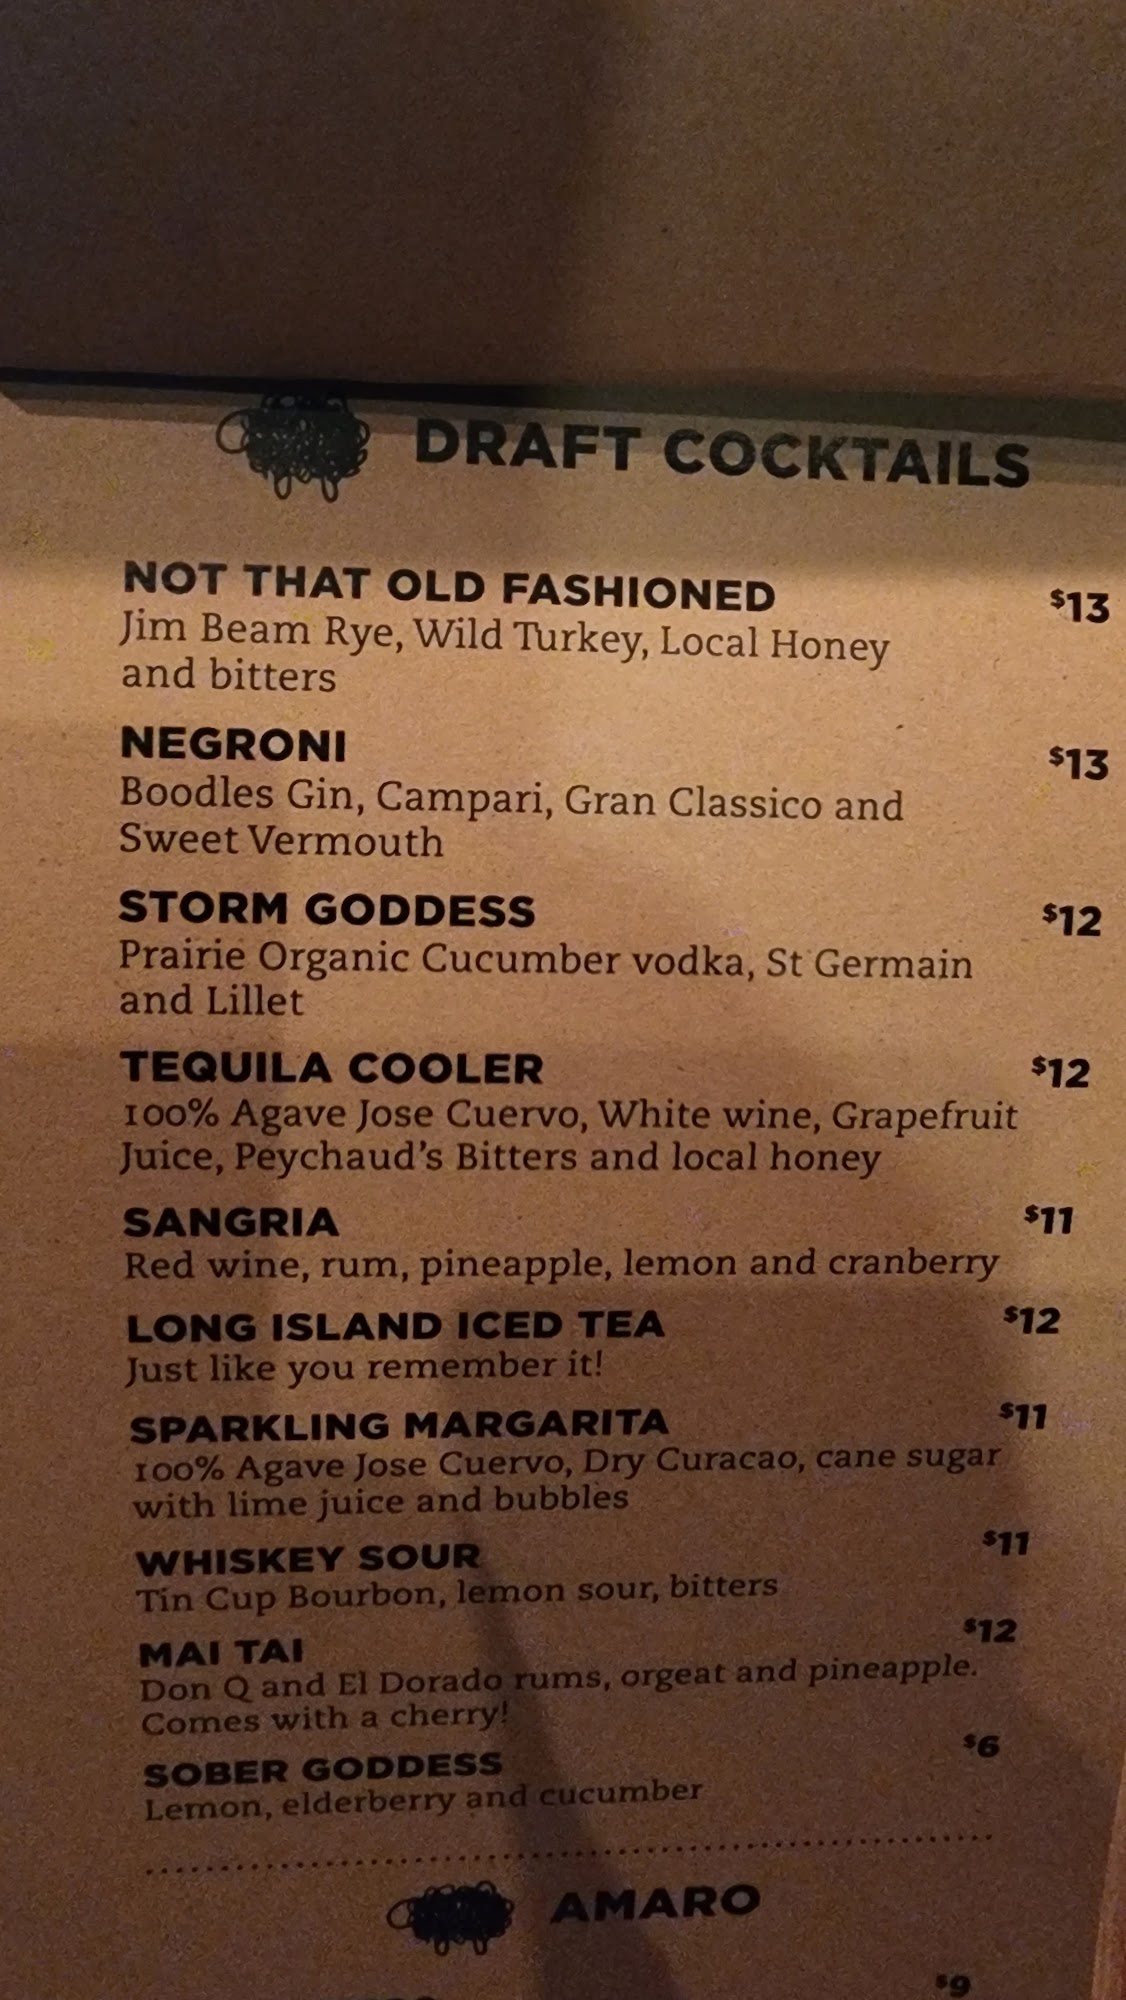 DRAFT COCKTAILS
NOT THAT OLD FASHIONED $13
Jim Beam Rye, Wild Turkey, Local Honey
and bitters
NEGRONI $13
Boodles Gin, Campari, Gran Classico and
Sweet Vermouth
STORM GODDESS $12
Prairie Organic Cucumber vodka, St Germain
and Lillet
TEQUILA COOLER $12
100% Agave Jose Cuervo, White wine, Grapefruit
Juice, Peychaud's Bitters and local honey
SANGRIA $11
Red wine, rum, pineapple, lemon and cranberry
LONG ISLAND ICED TEA $12
Just like you remember it!
SPARKLING MARGARITA $11
100% Agave Jose Cuervo, Dry Curacao, cane sugar
with lime juice and bubbles
WHISKEY SOUR $11
Tin Cup Bourbon, lemon sour, bitters
MAI TAI $12
Don Q and El Dorado rums, orgeat and pineapple.
Comes with a cherry!
SOBER GODDESS $6
Lemon, elderberry and cucumber
AMARO
$9